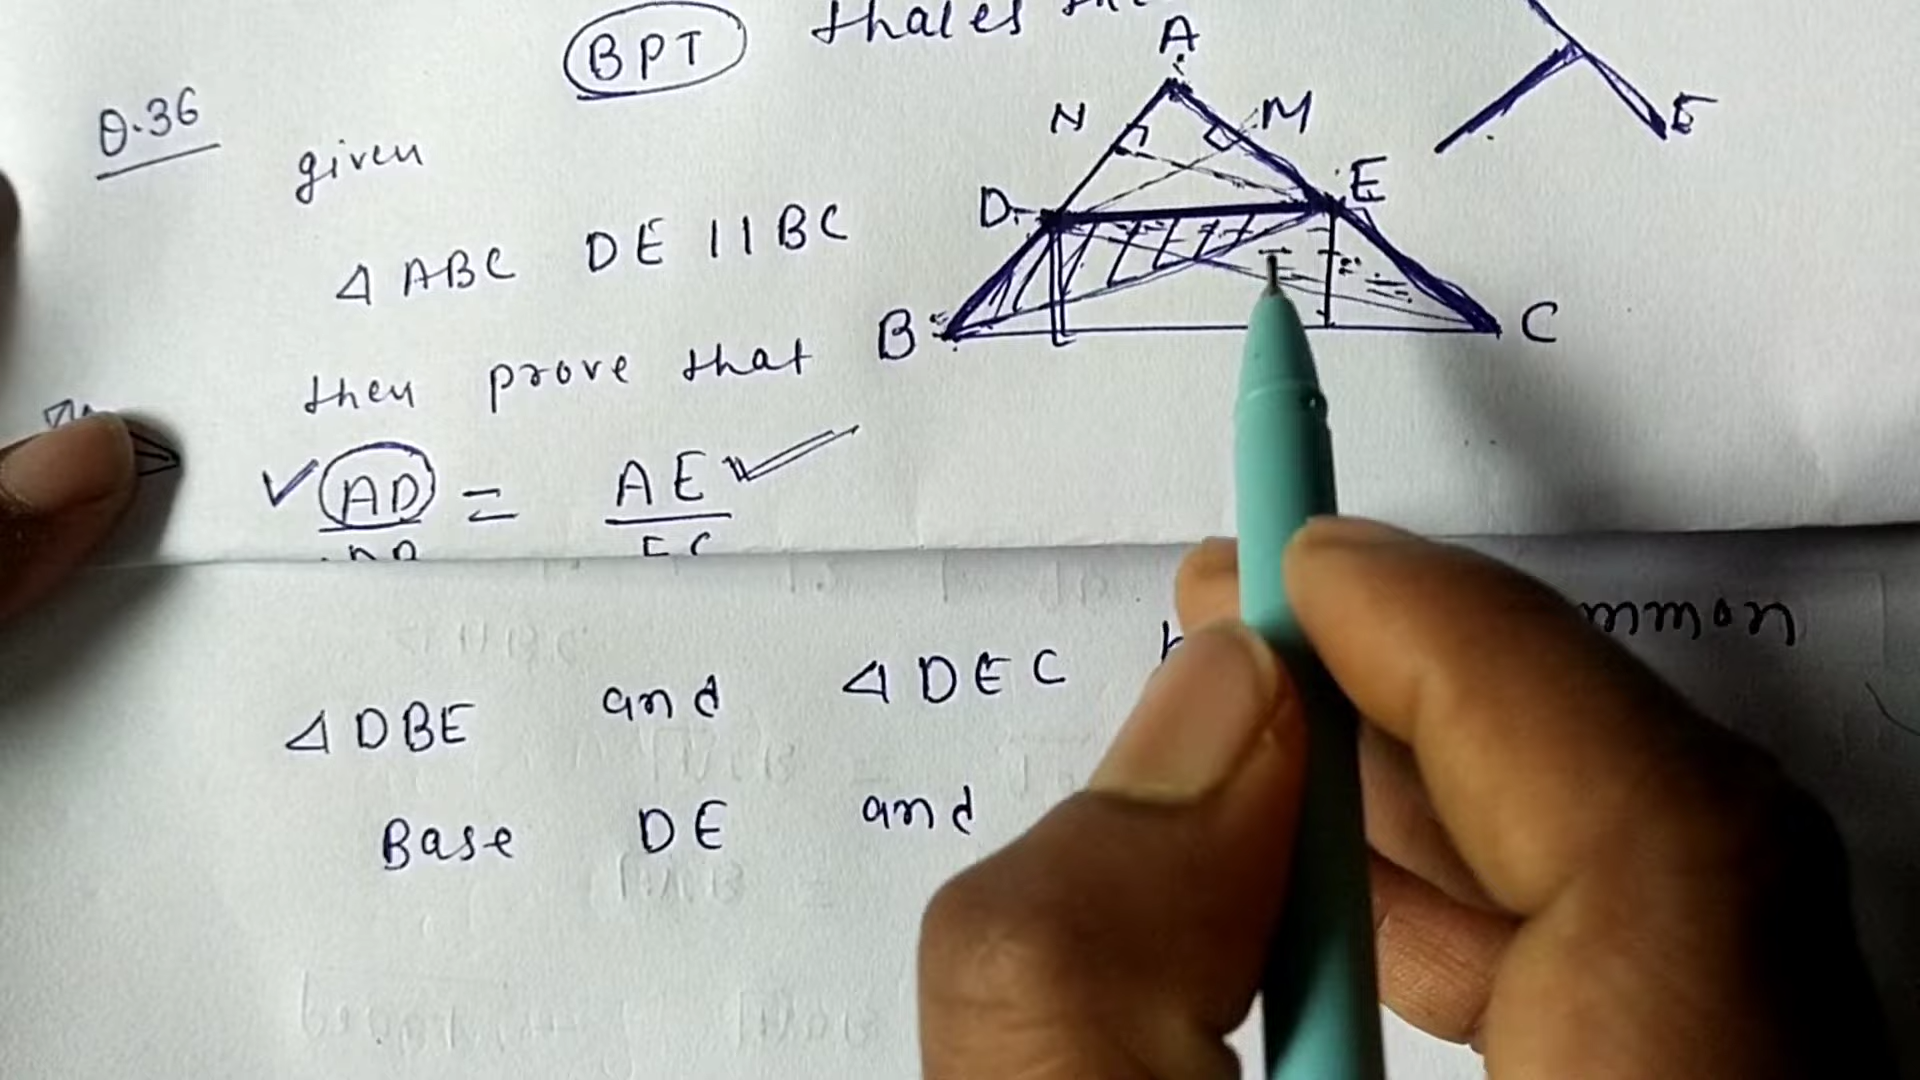 BPT thales
Q.36
given
△ ABC DE || BC
then prove that
AD = AE
A
N M
D E
B C
E
△DBE and △DEC
Base DE and